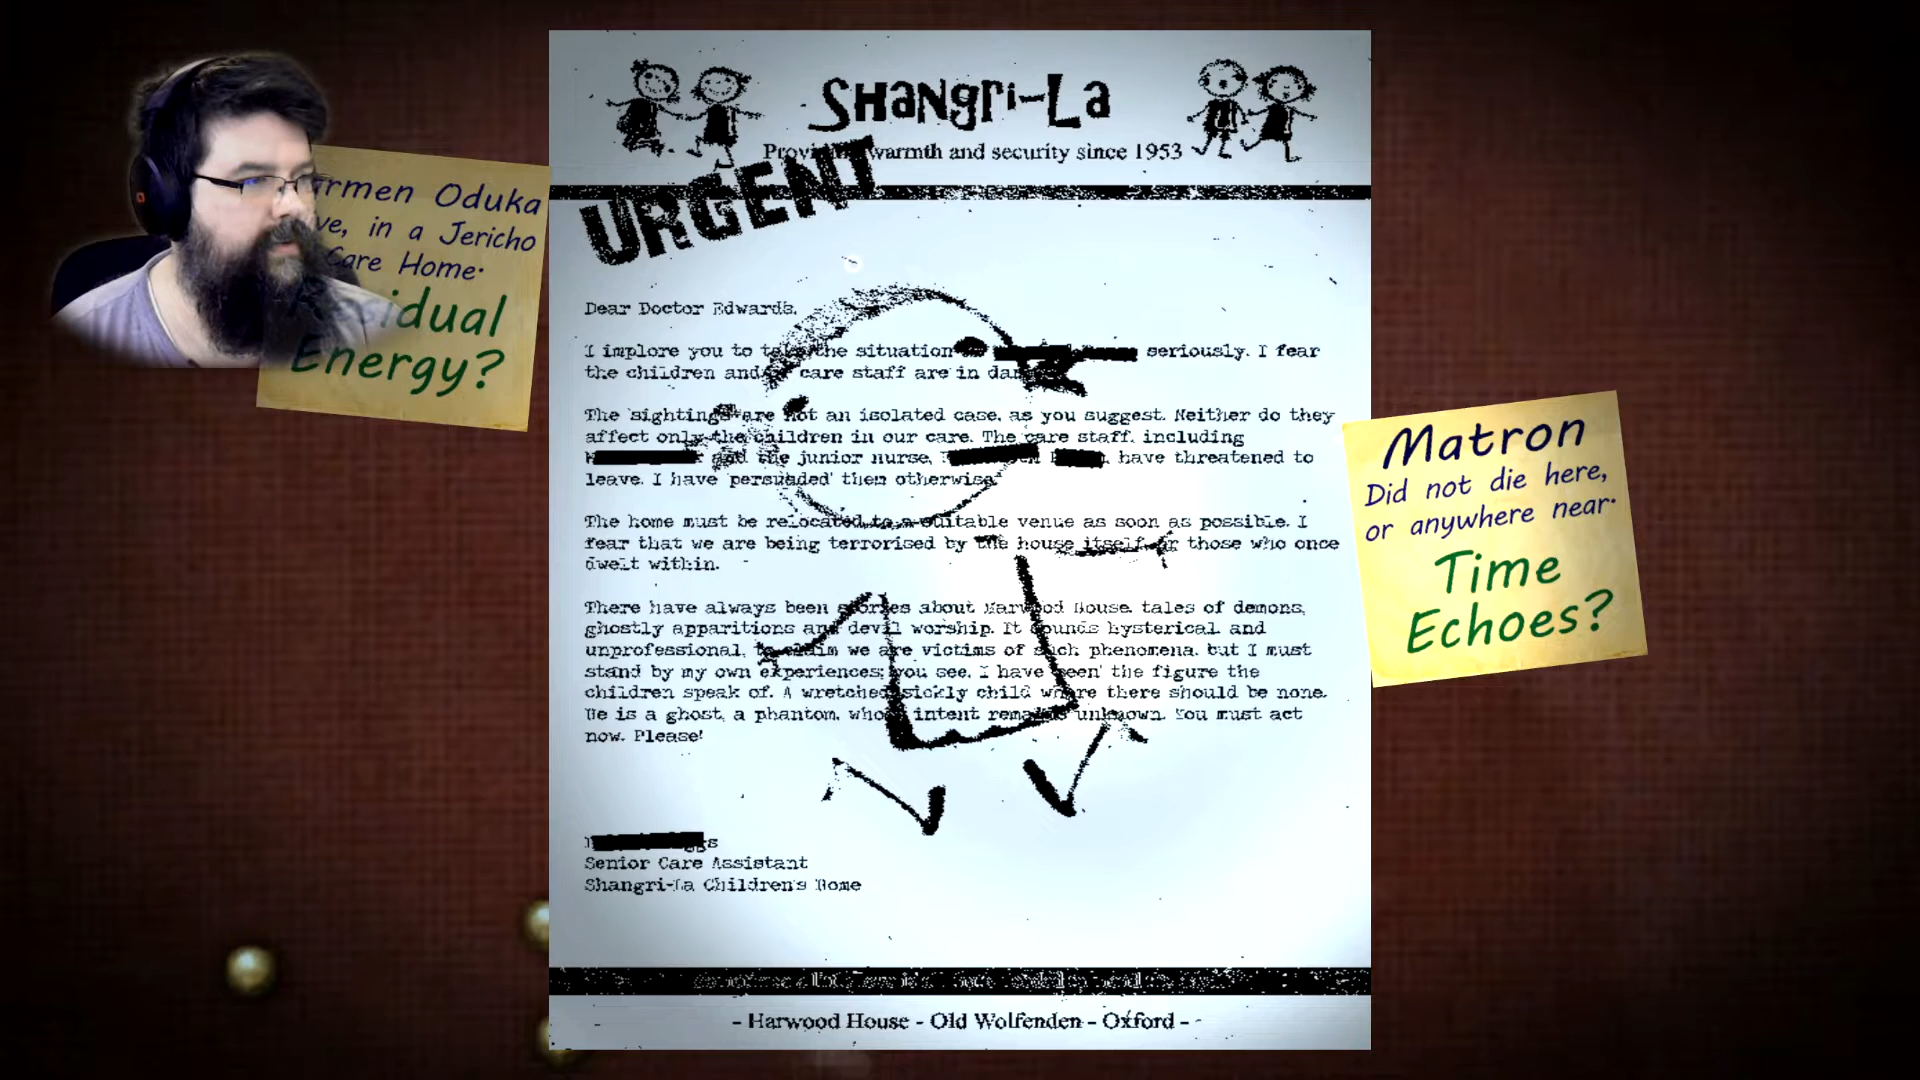 SHaNgri-La
warmth and security since 1953
URGENT
Oduka
in a Jericho
Care Home.
Energy?
Dear Doctor Edwards,
I implore you to take the situation seriously. I fear
the children and care staff are in
The 'sightings' are not an isolated case, as you suggest. Neither do they
affect only the children in our care. The care staff, including
and the junior nurse, have threatened to
leave. I have 'persuaded' them otherwise.
The home must be relocated to a suitable venue as soon as possible. I
fear that we are being terrorised by the house itself or those who once
dwelt within.
There have always been stories about Harwood House, tales of demons,
ghostly apparitions and devil worship. It sounds hysterical and
unprofessional, to claim we are victims of such phenomena, but I must
stand by my own experiences; you see, I have 'seen' the figure the
children speak of. A wretched, sickly child where there should be none.
He is a ghost, a phantom, whose intent remains unknown. You must act
now. Please!
Senior Care Assistant
Shangri-La Children's Home
- Harwood House - Old Wolfenden - Oxford -
Matron
Did not die here,
or anywhere near.
Time
Echoes?